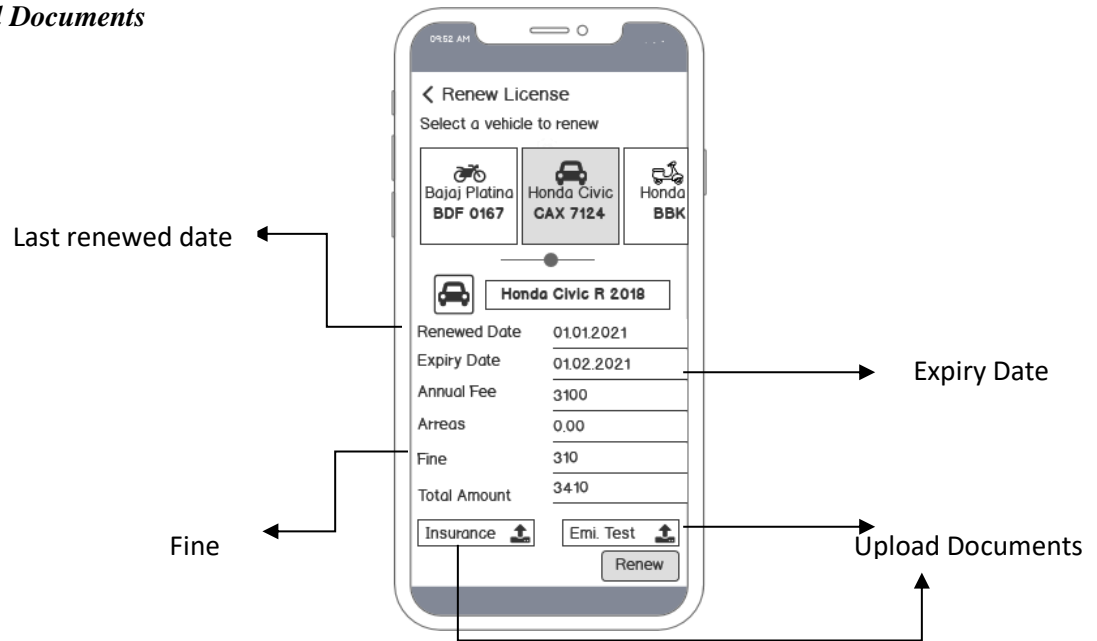 Documents
09:52 AM
Renew License
Select a vehicle to renew
Bajaj Platina
BDF 0167
Honda Civic
CAX 7124
Honda
BBK
Honda Civic R 2018
Last renewed date
Renewed Date 01.01.2021
Expiry Date 01.02.2021
Expiry Date
Annual Fee 3100
Arreas 0.00
Fine 310
Total Amount 3410
Insurance Emi. Test
Fine
Upload Documents
Renew